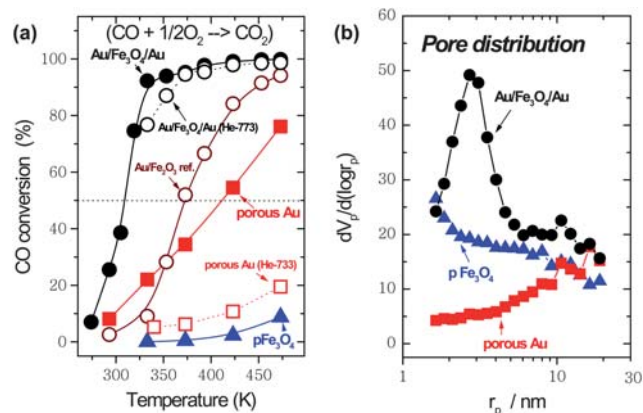 (a)
(CO + 1/2O₂ --> CO₂)
Au/Fe₃O₄/Au
Au/Fe₃O₄/Au (He-773)
Au/Fe₂O₃ ref.
porous Au
porous Au (He-733)
pFe₃O₄
CO conversion (%)
100
80
60
40
20
0
250 300 350 400 450
Temperature (K)
(b)
Pore distribution
Au/Fe₃O₄/Au
p Fe₃O₄
porous Au
dVₚ/d(logrₚ)
60
50
40
30
20
10
0
1 10 30
rₚ / nm